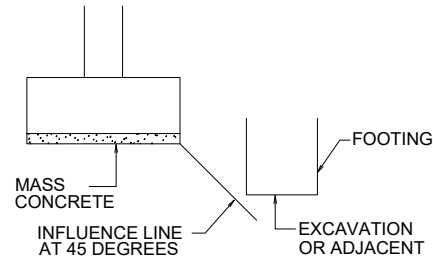 FOOTING
MASS
CONCRETE
INFLUENCE LINE
AT 45 DEGREES
EXCAVATION
OR ADJACENT